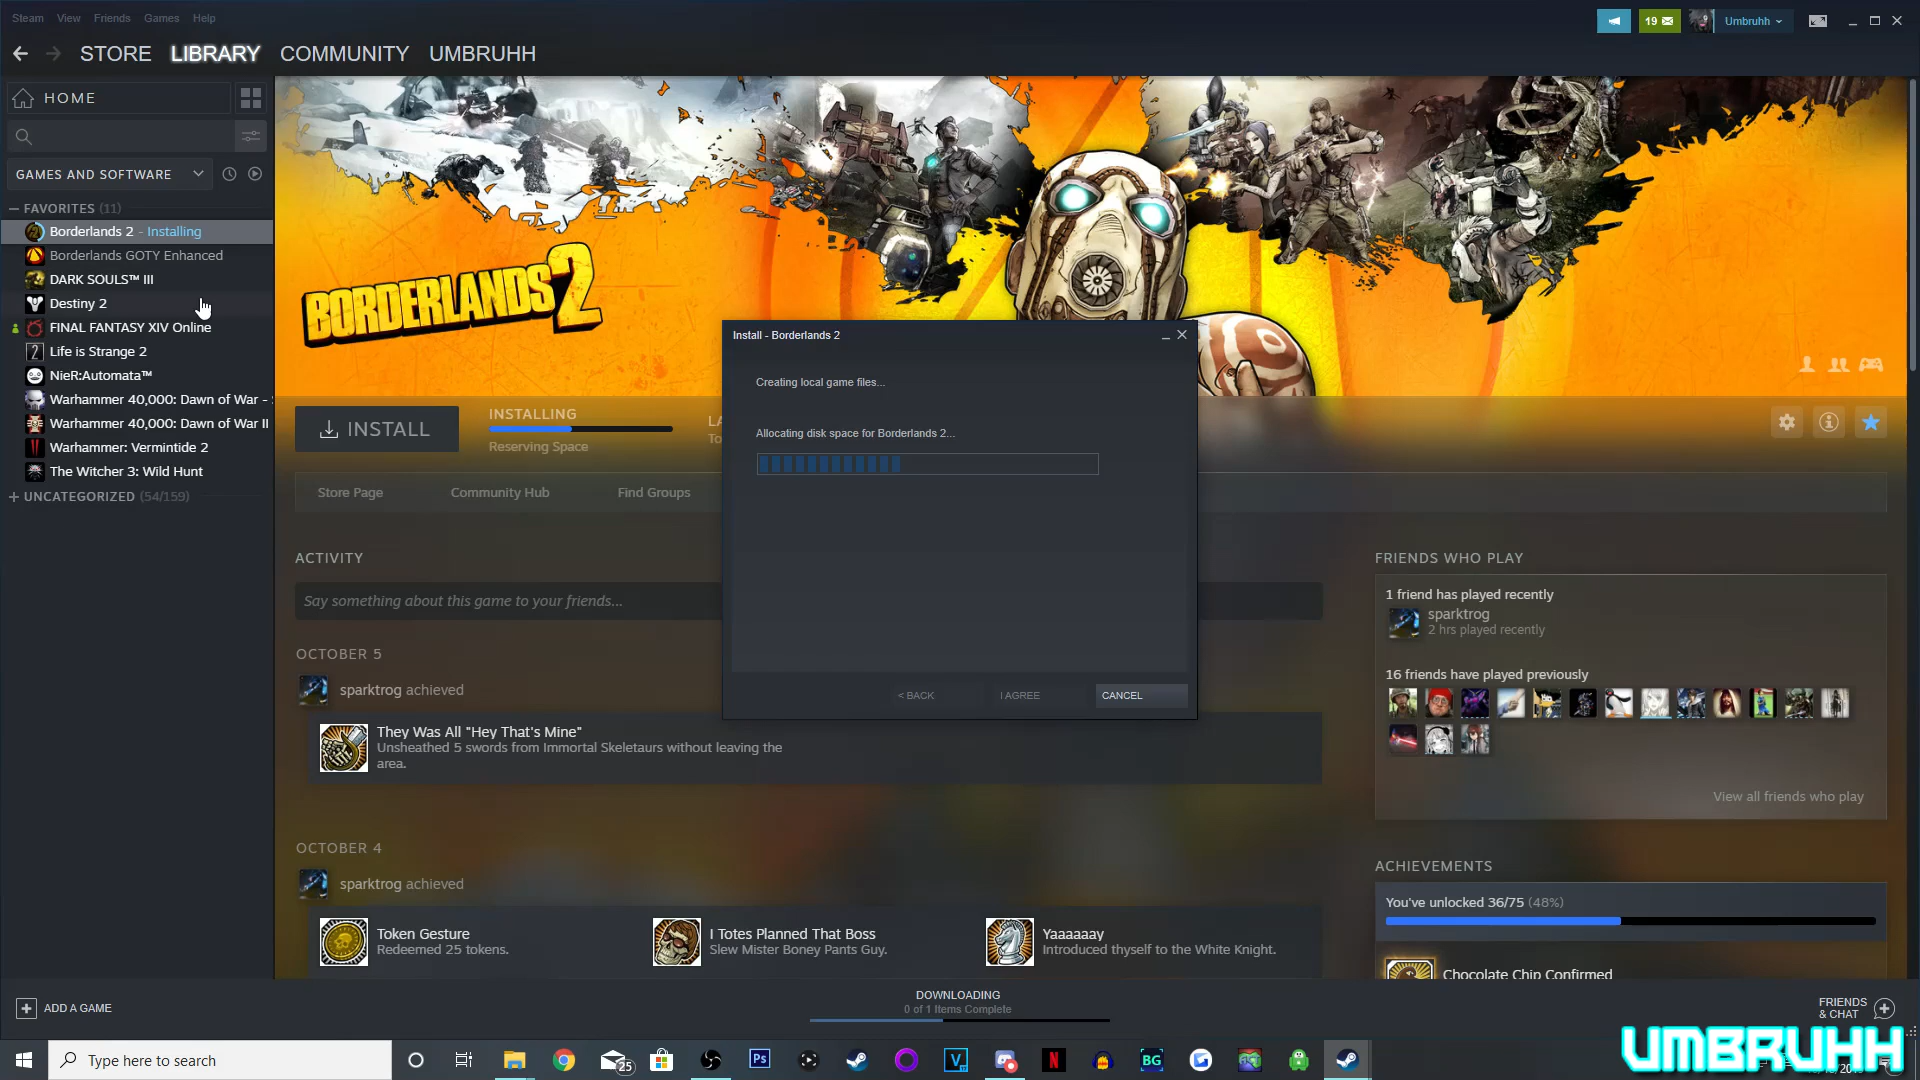 Steam View Friends Games Help
19
Umbruhh
STORE LIBRARY COMMUNITY UMBRUHH
HOME
GAMES AND SOFTWARE
FAVORITES (11)
Borderlands 2 - Installing
Borderlands GOTY Enhanced
DARK SOULS™ III
Destiny 2
FINAL FANTASY XIV Online
Life is Strange 2
NieR:Automata™
Warhammer 40,000: Dawn of War -
Warhammer 40,000: Dawn of War II
Warhammer: Vermintide 2
The Witcher 3: Wild Hunt
UNCATEGORIZED (54/159)
BORDERLANDS 2
INSTALL
INSTALLING
Reserving Space
LA
To
Store Page Community Hub Find Groups
Install - Borderlands 2
Creating local game files...
Allocating disk space for Borderlands 2...
< BACK I AGREE CANCEL
ACTIVITY
Say something about this game to your friends...
OCTOBER 5
sparktrog achieved
They Was All "Hey That's Mine"
Unsheathed 5 swords from Immortal Skeletaurs without leaving the
area.
OCTOBER 4
sparktrog achieved
Token Gesture
Redeemed 25 tokens.
I Totes Planned That Boss
Slew Mister Boney Pants Guy.
Yaaaaaay
Introduced thyself to the White Knight.
FRIENDS WHO PLAY
1 friend has played recently
sparktrog
2 hrs played recently
16 friends have played previously
View all friends who play
ACHIEVEMENTS
You've unlocked 36/75 (48%)
Chocolate Chip Confirmed
ADD A GAME
DOWNLOADING
0 of 1 Items Complete
FRIENDS
& CHAT
UMBRUHH
Type here to search
25
Ps
V
N
BG